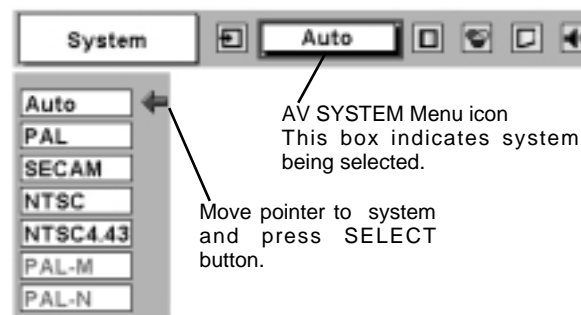 System
Auto
AV SYSTEM Menu icon
This box indicates system
being selected.
Auto
PAL
SECAM
NTSC
NTSC4.43
PAL-M
PAL-N
Move pointer to system
and press SELECT
button.